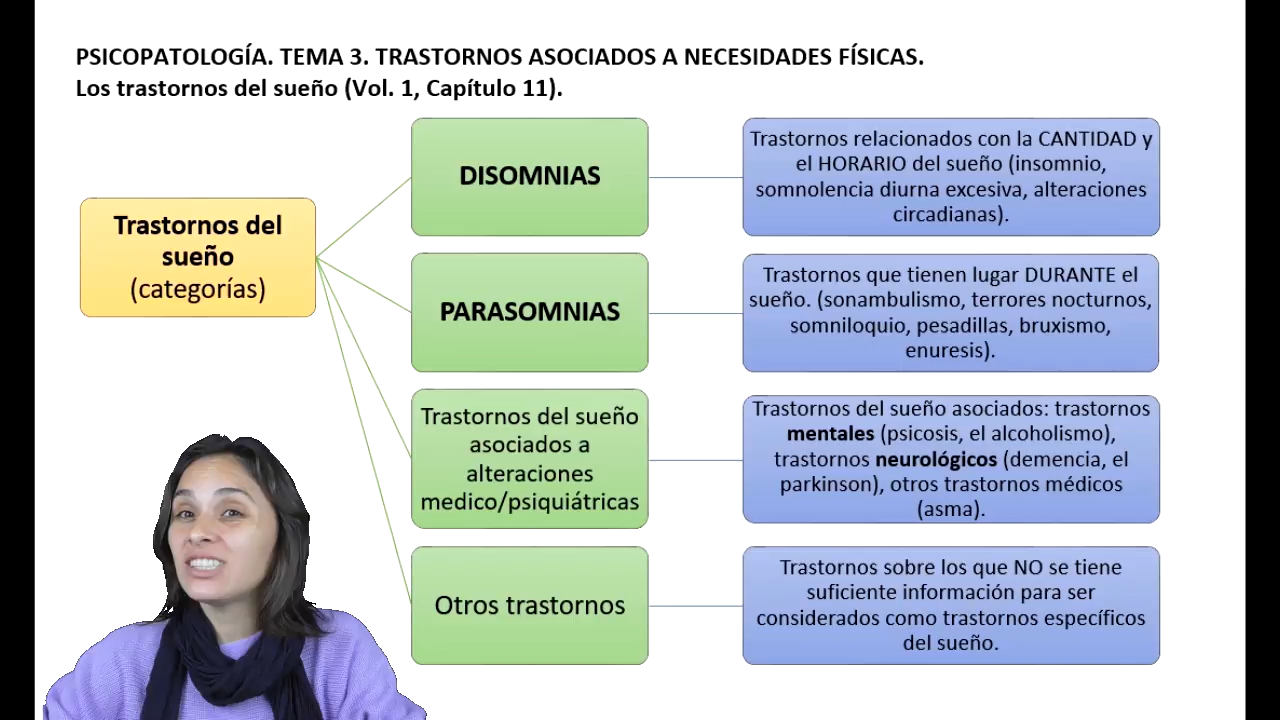 PSICOPATOLOGÍA. TEMA 3. TRASTORNOS ASOCIADOS A NECESIDADES FÍSICAS.
Los trastornos del sueño (Vol. 1, Capítulo 11).
Trastornos del
sueño
(categorías)
DISOMNIAS
Trastornos relacionados con la CANTIDAD y
el HORARIO del sueño (insomnio,
somnolencia diurna excesiva, alteraciones
circadianas).
PARASOMNIAS
Trastornos que tienen lugar DURANTE el
sueño. (sonambulismo, terrores nocturnos,
somniloquio, pesadillas, bruxismo,
enuresis).
Trastornos del sueño
asociados a
alteraciones
medico/psiquiátricas
Trastornos del sueño asociados: trastornos
mentales (psicosis, el alcoholismo),
trastornos neurológicos (demencia, el
parkinson), otros trastornos médicos
(asma).
Otros trastornos
Trastornos sobre los que NO se tiene
suficiente información para ser
considerados como trastornos específicos
del sueño.